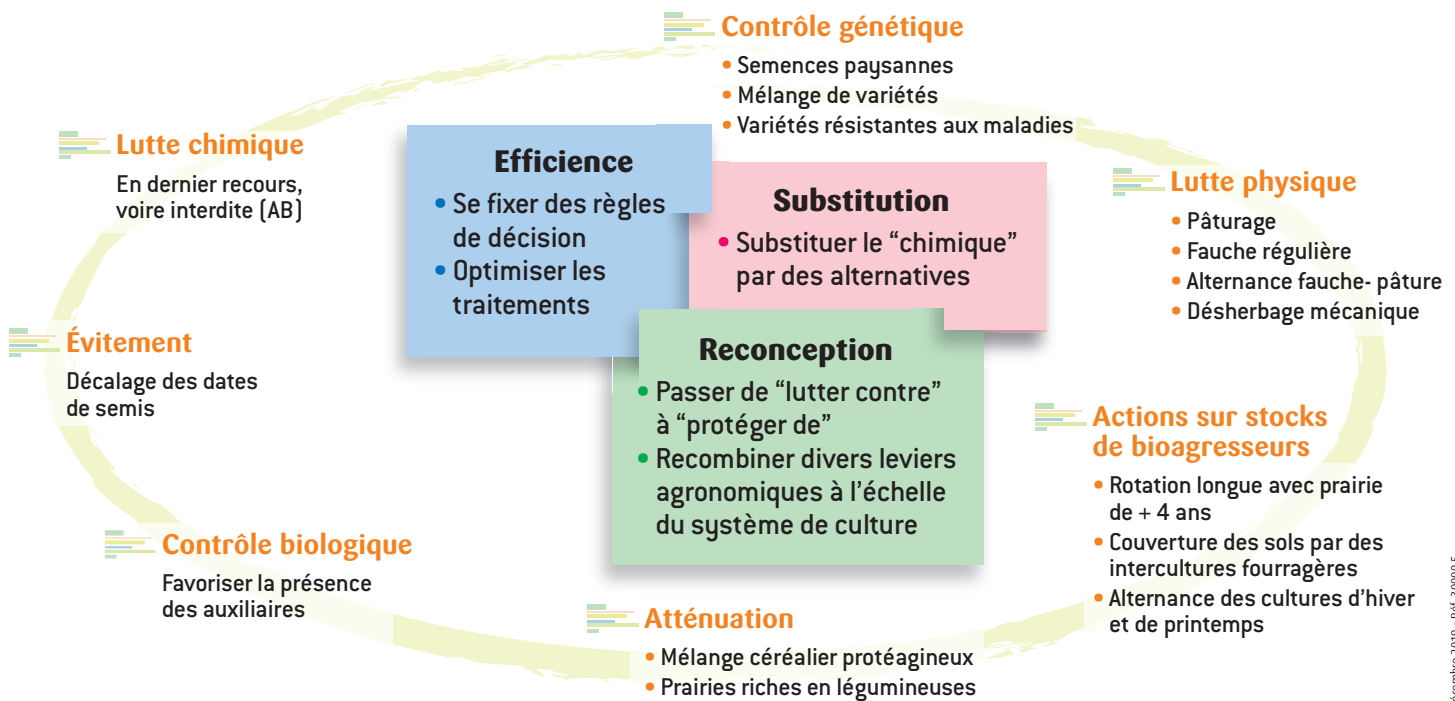 Contrôle génétique
• Semences paysannes
• Mélange de variétés
• Variétés résistantes aux maladies
Lutte chimique
En dernier recours,
voire interdite (AB)
Efficience
• Se fixer des règles
de décision
• Optimiser les
traitements
Substitution
• Substituer le “chimique”
par des alternatives
Lutte physique
• Pâturage
• Fauche régulière
• Alternance fauche- pâture
• Désherbage mécanique
Évitement
Décalage des dates
de semis
Reconception
• Passer de “lutter contre”
à “protéger de”
• Recombiner divers leviers
agronomiques à l’échelle
du système de culture
Actions sur stocks
de bioagresseurs
• Rotation longue avec prairie
de + 4 ans
• Couverture des sols par des
intercultures fourragères
• Alternance des cultures d’hiver
et de printemps
Contrôle biologique
Favoriser la présence
des auxiliaires
Atténuation
• Mélange céréalier protéagineux
• Prairies riches en légumineuses
2019 - Réf.